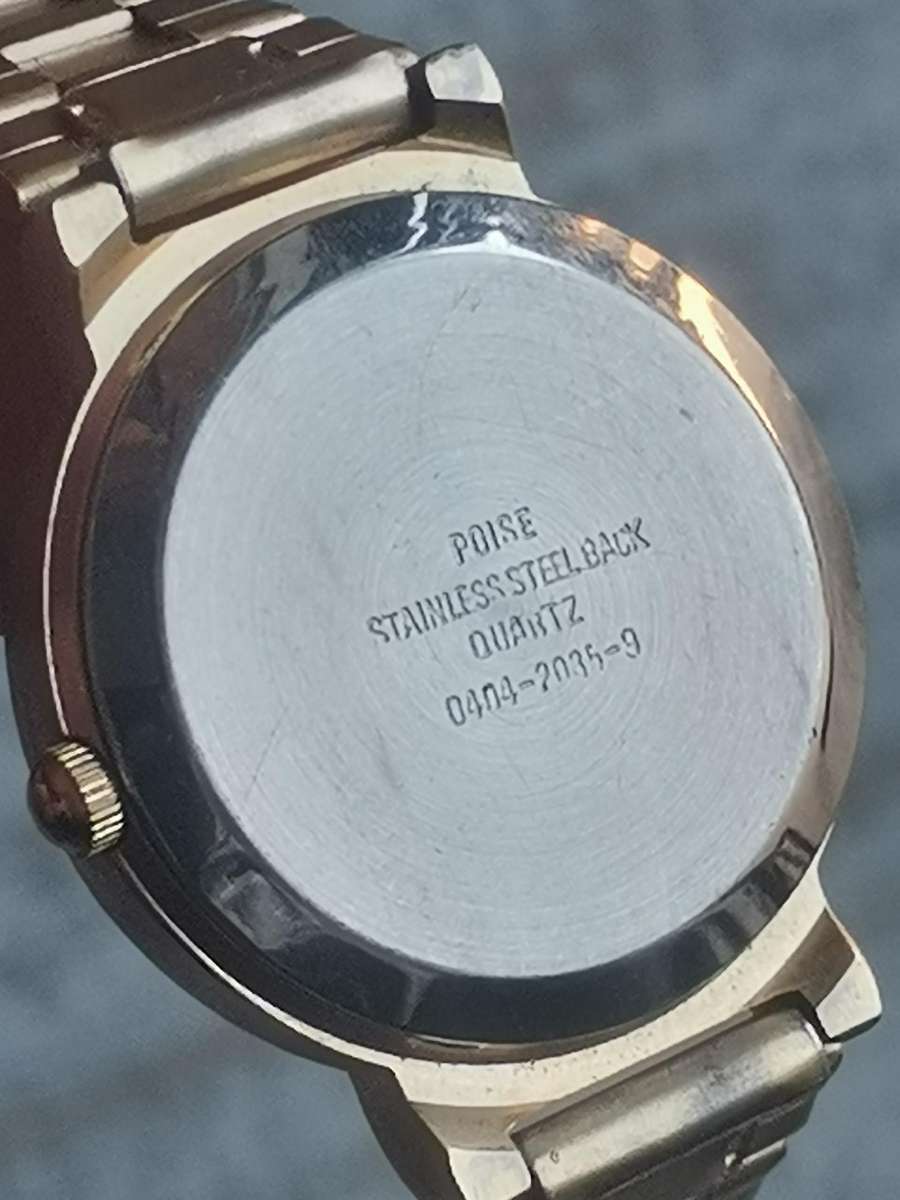 POISE
STAINLESS STEEL BACK
QUARTZ
0404-2035-9